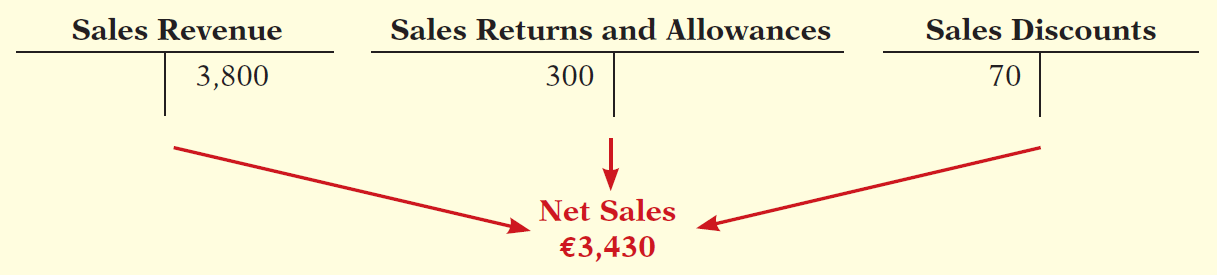 Sales Revenue Sales Returns and Allowances Sales Discounts
3,800 300 70
Net Sales
€3,430